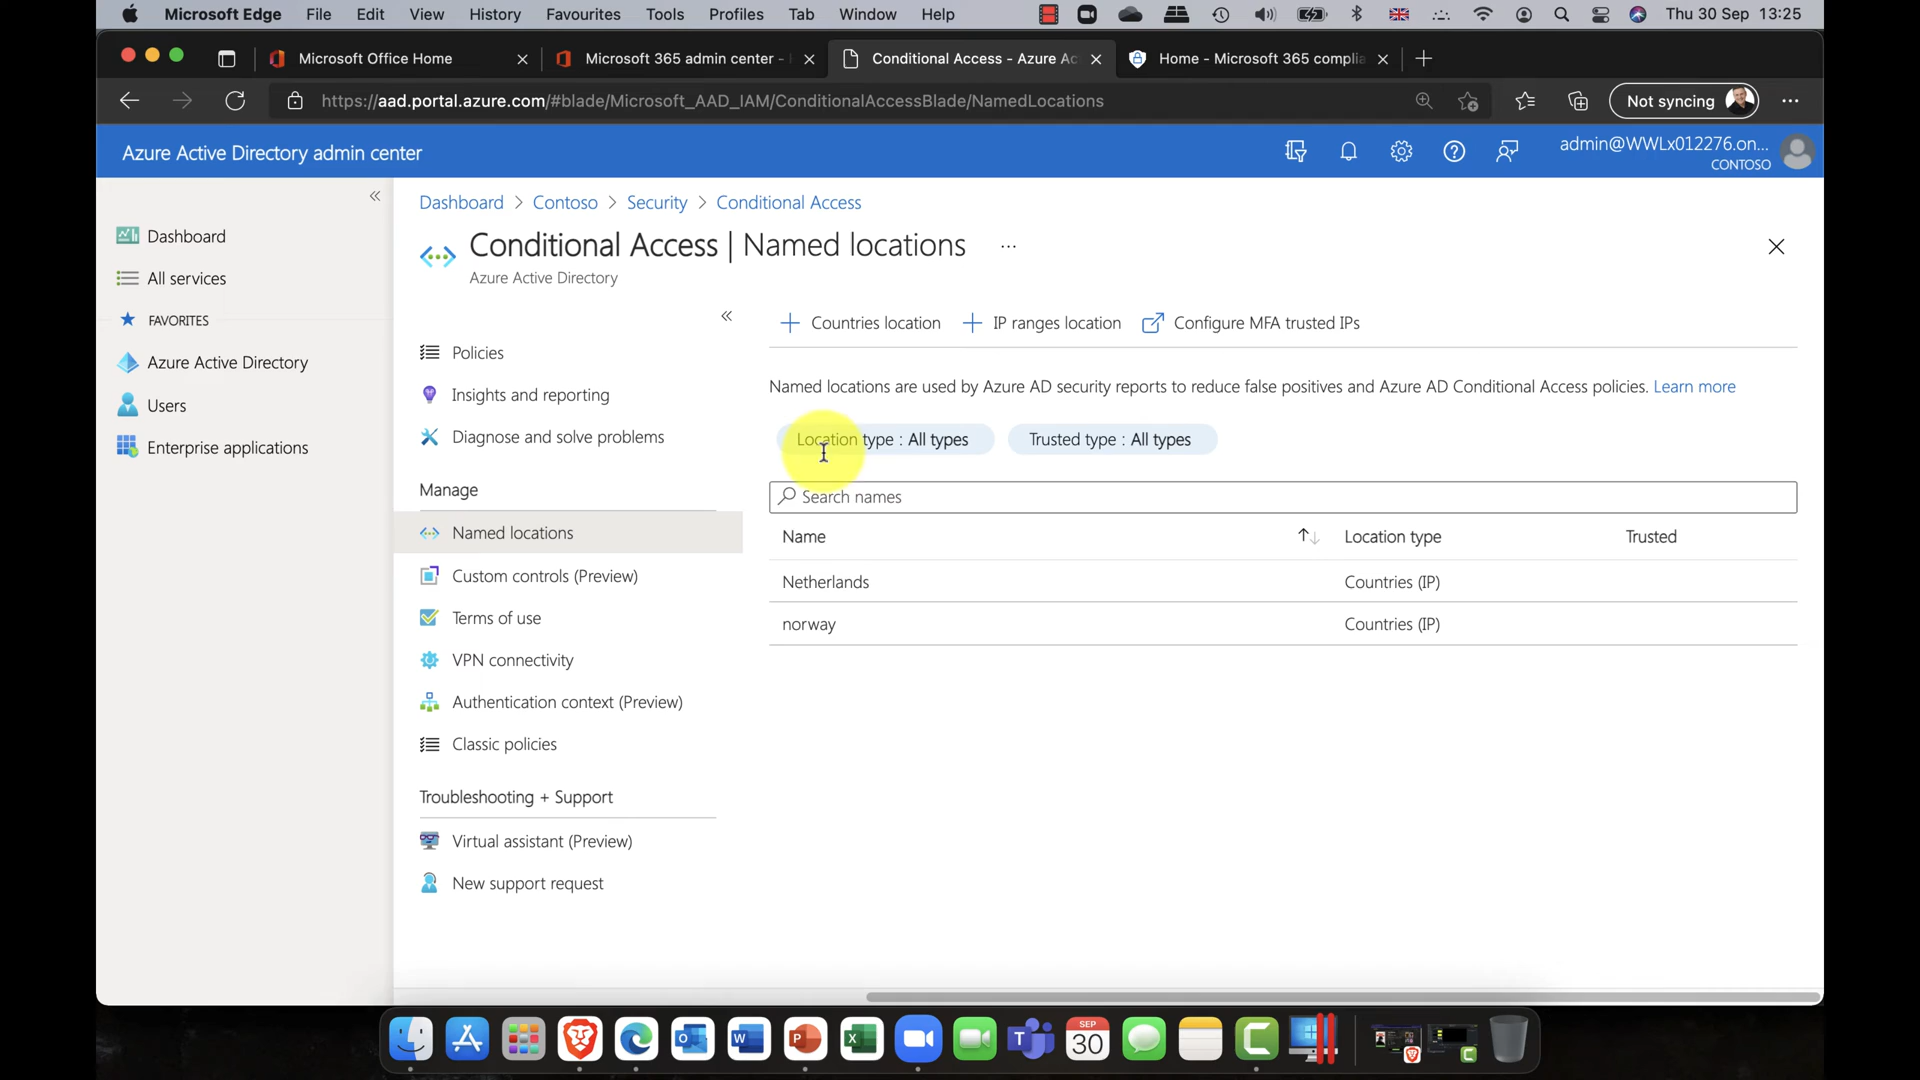 Microsoft Edge File Edit View History Favourites Tools Profiles Tab Window Help Thu 30 Sep 13:25
Microsoft Office Home Microsoft 365 admin center - Conditional Access - Azure Ac Home - Microsoft 365 complia
https://aad.portal.azure.com/#blade/Microsoft_AAD_IAM/ConditionalAccessBlade/NamedLocations Not syncing
Azure Active Directory admin center
admin@WWLx012276.on...
CONTOSO
Dashboard
All services
FAVORITES
Azure Active Directory
Users
Enterprise applications
Dashboard > Contoso > Security > Conditional Access
Conditional Access | Named locations ...
Azure Active Directory
Policies
Insights and reporting
Diagnose and solve problems
Manage
Named locations
Custom controls (Preview)
Terms of use
VPN connectivity
Authentication context (Preview)
Classic policies
Troubleshooting + Support
Virtual assistant (Preview)
New support request
Countries location IP ranges location Configure MFA trusted IPs
Named locations are used by Azure AD security reports to reduce false positives and Azure AD Conditional Access policies. Learn more
Location type : All types Trusted type : All types
Search names
Name Location type Trusted
Netherlands Countries (IP)
norway Countries (IP)
SEP
30